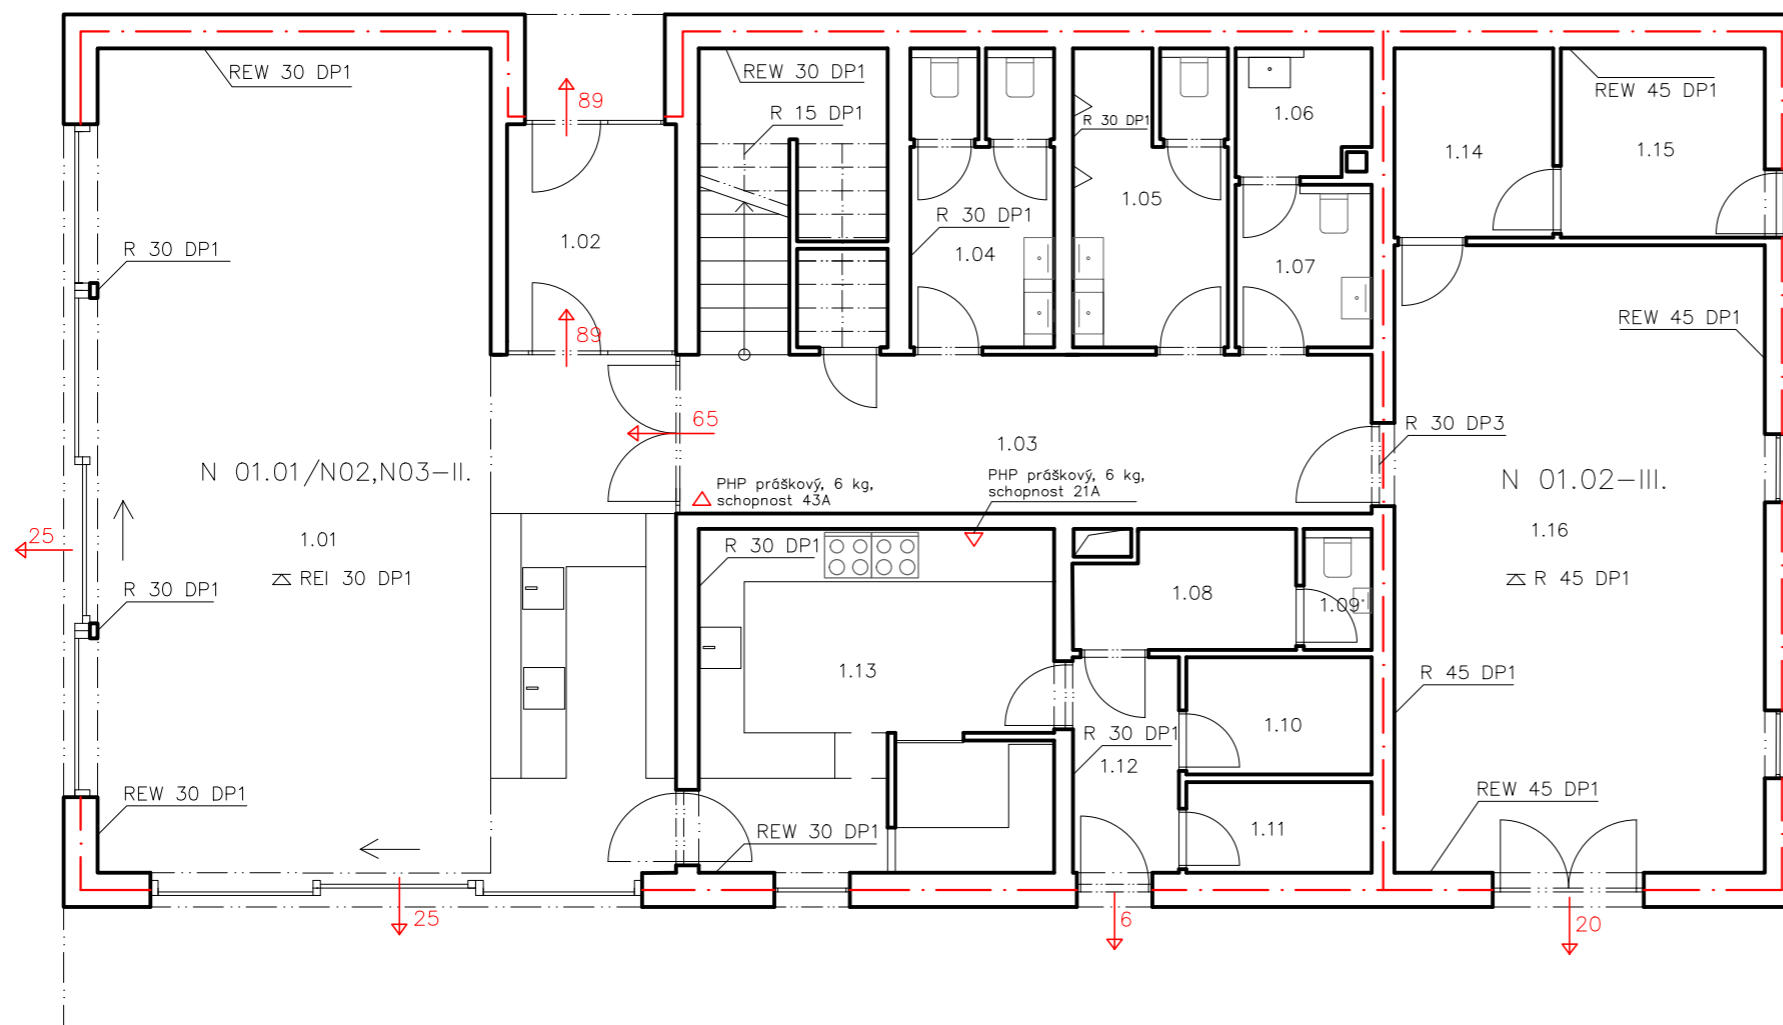 REW 30 DP1
89
REW 30 DP1
R 15 DP1
R 30 DP1
1.06
REW 45 DP1
1.14
1.15
1.05
R 30 DP1
1.02
R 30 DP1
1.04
1.07
89
REW 45 DP1
65
1.03
R 30 DP3
N 01.01/N02,N03-II.
PHP práškový, 6 kg,
schopnost 43A
PHP práškový, 6 kg,
schopnost 21A
N 01.02-III.
25
1.01
REI 30 DP1
R 30 DP1
R 30 DP1
1.16
R 45 DP1
1.08
1.09
1.13
R 45 DP1
1.10
R 30 DP1
1.12
REW 30 DP1
REW 30 DP1
1.11
REW 45 DP1
25
6
20